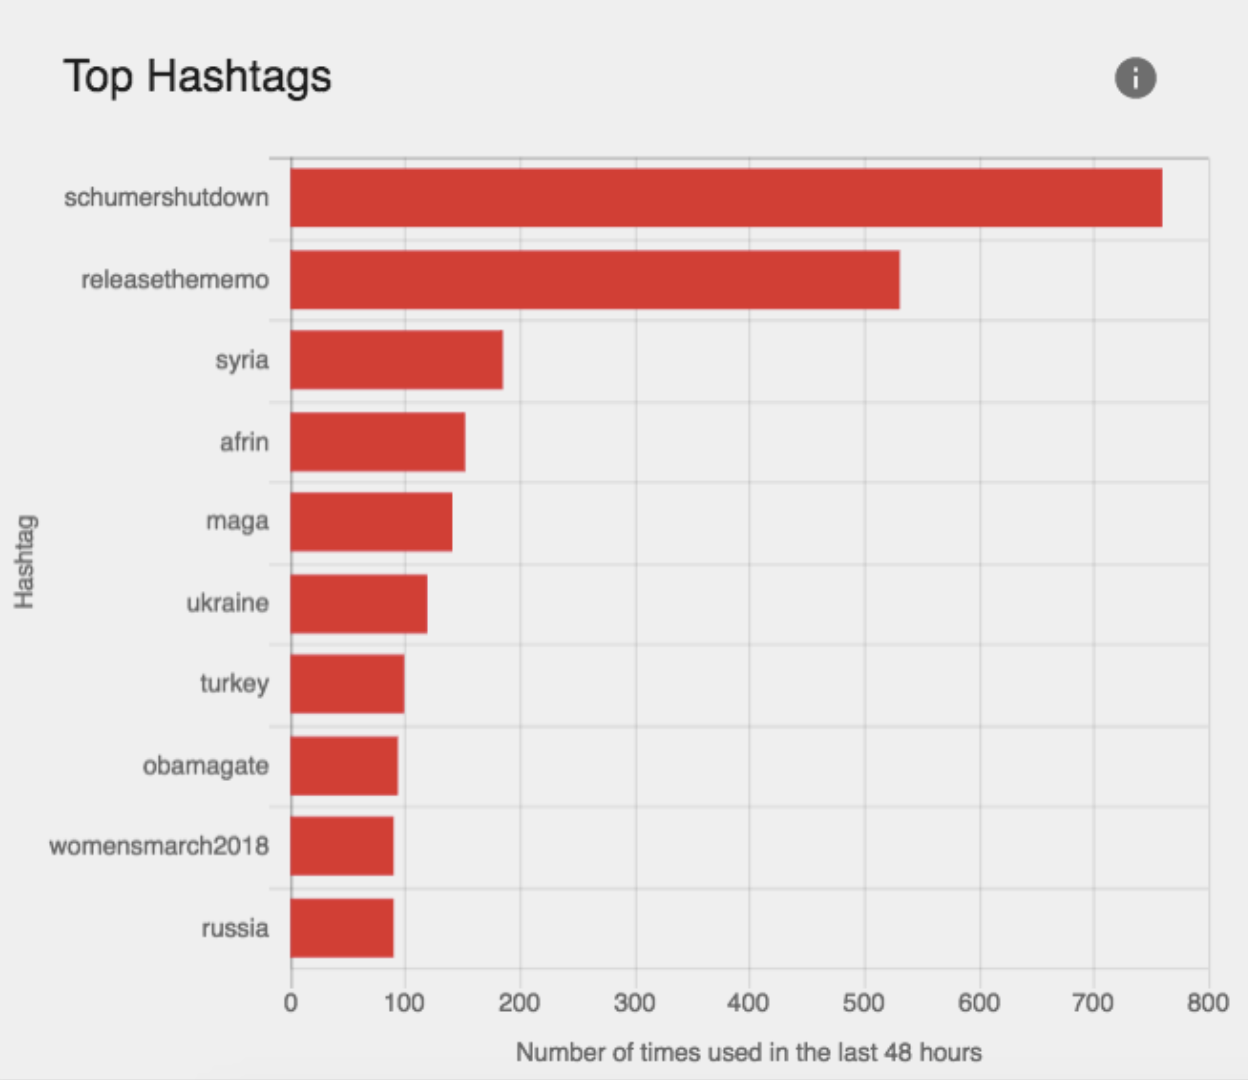 Top Hashtags
i
schumershutdown
releasethememo
syria
afrin
maga
ukraine
turkey
obamagate
womensmarch2018
russia
Hashtag
0 100 200 300 400 500 600 700 800
Number of times used in the last 48 hours